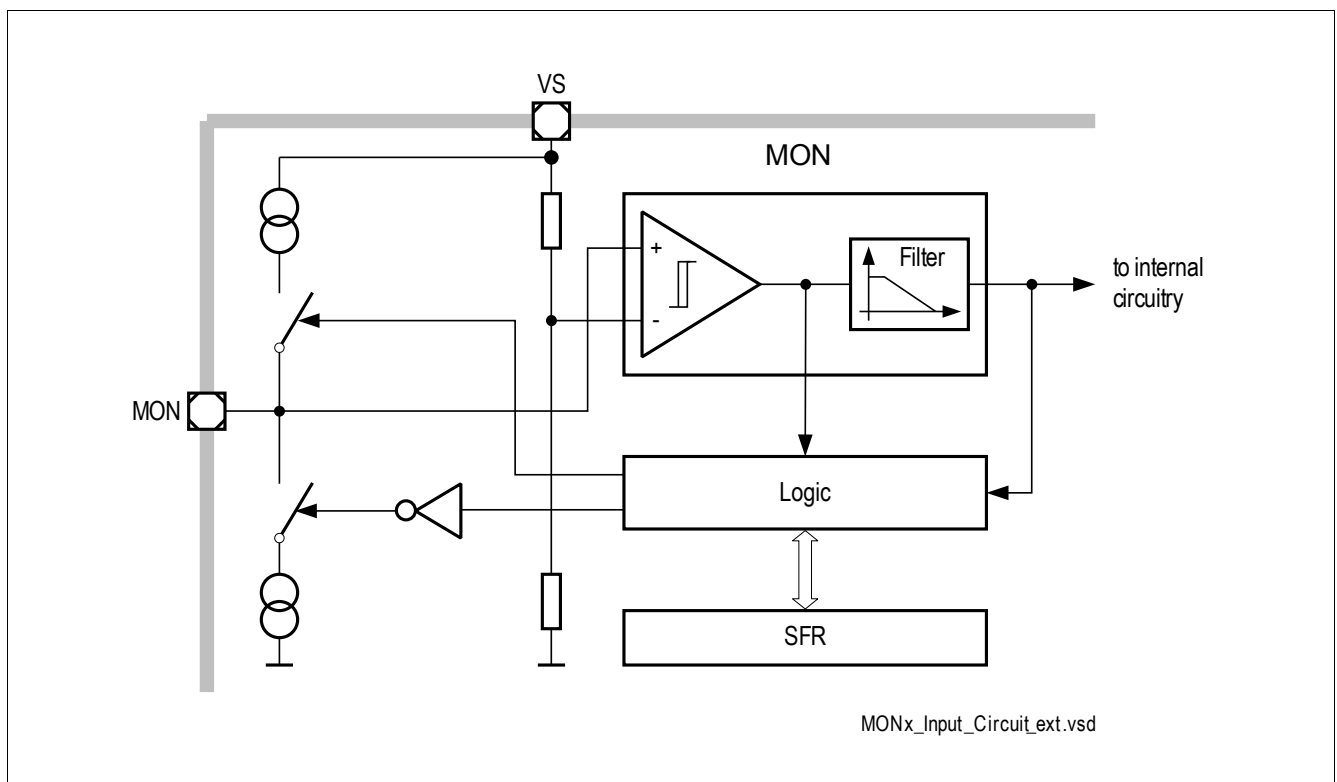 VS
MON
+
Filter
to internal
circuitry
-
MON
Logic
SFR
MONx_Input_Circuit_ext.vsd